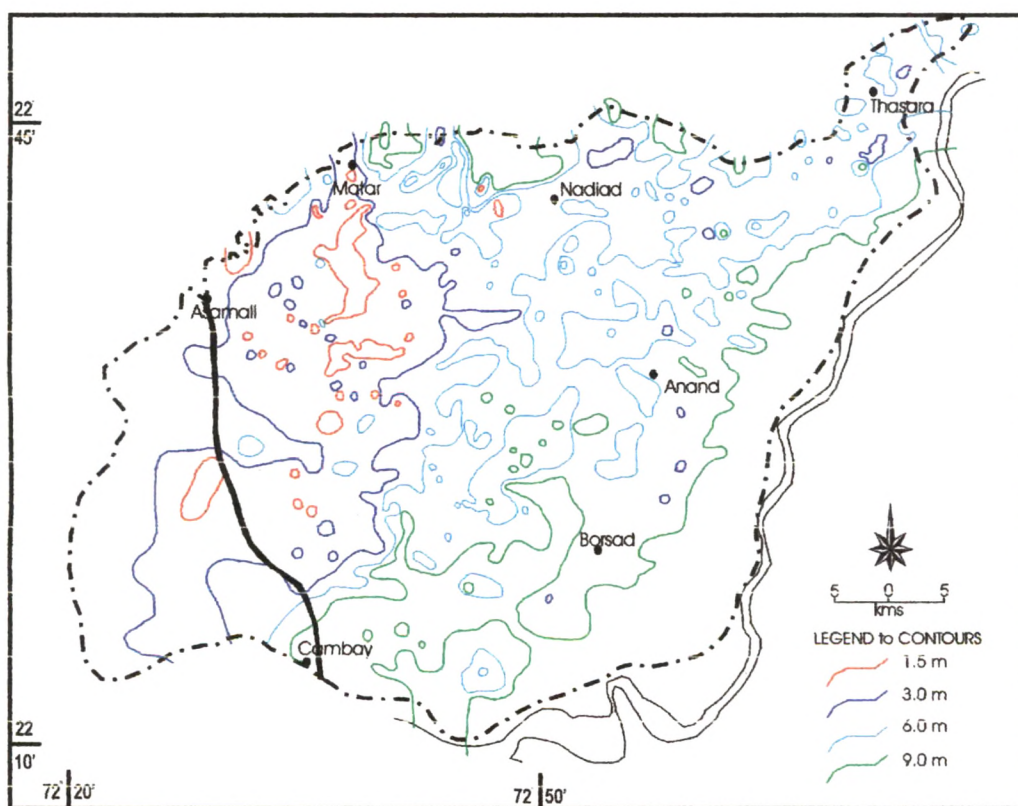 22°
45'
Thasara
Matar
Nadiad
Asamali
Anand
Borsad
5 0 5
kms
LEGEND to CONTOURS
1.5 m
3.0 m
6.0 m
9.0 m
Cambay
22
10'
72° 20'
72° 50'